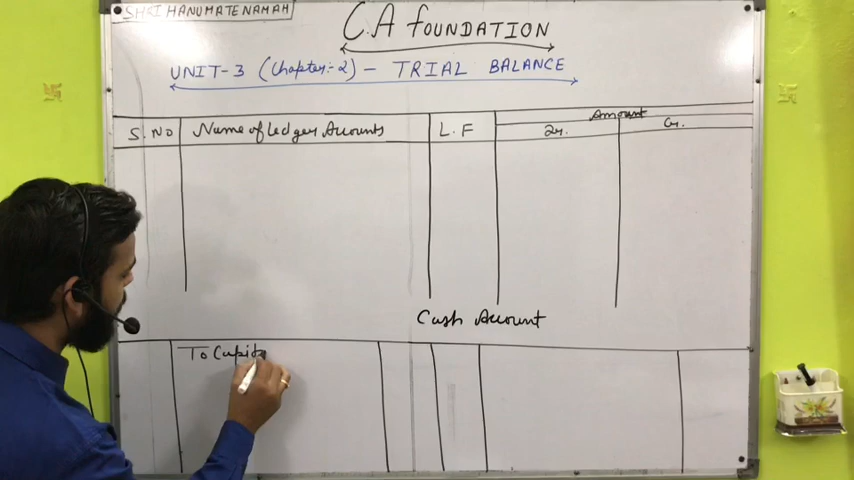 SHRI HANUMATE NAMAH
CA FOUNDATION
UNIT-3 (Chapter:-2) - TRIAL BALANCE
S. NO Name of Ledger Accounts L.F Amount
Dr. Cr.
Cash Account
To Capita